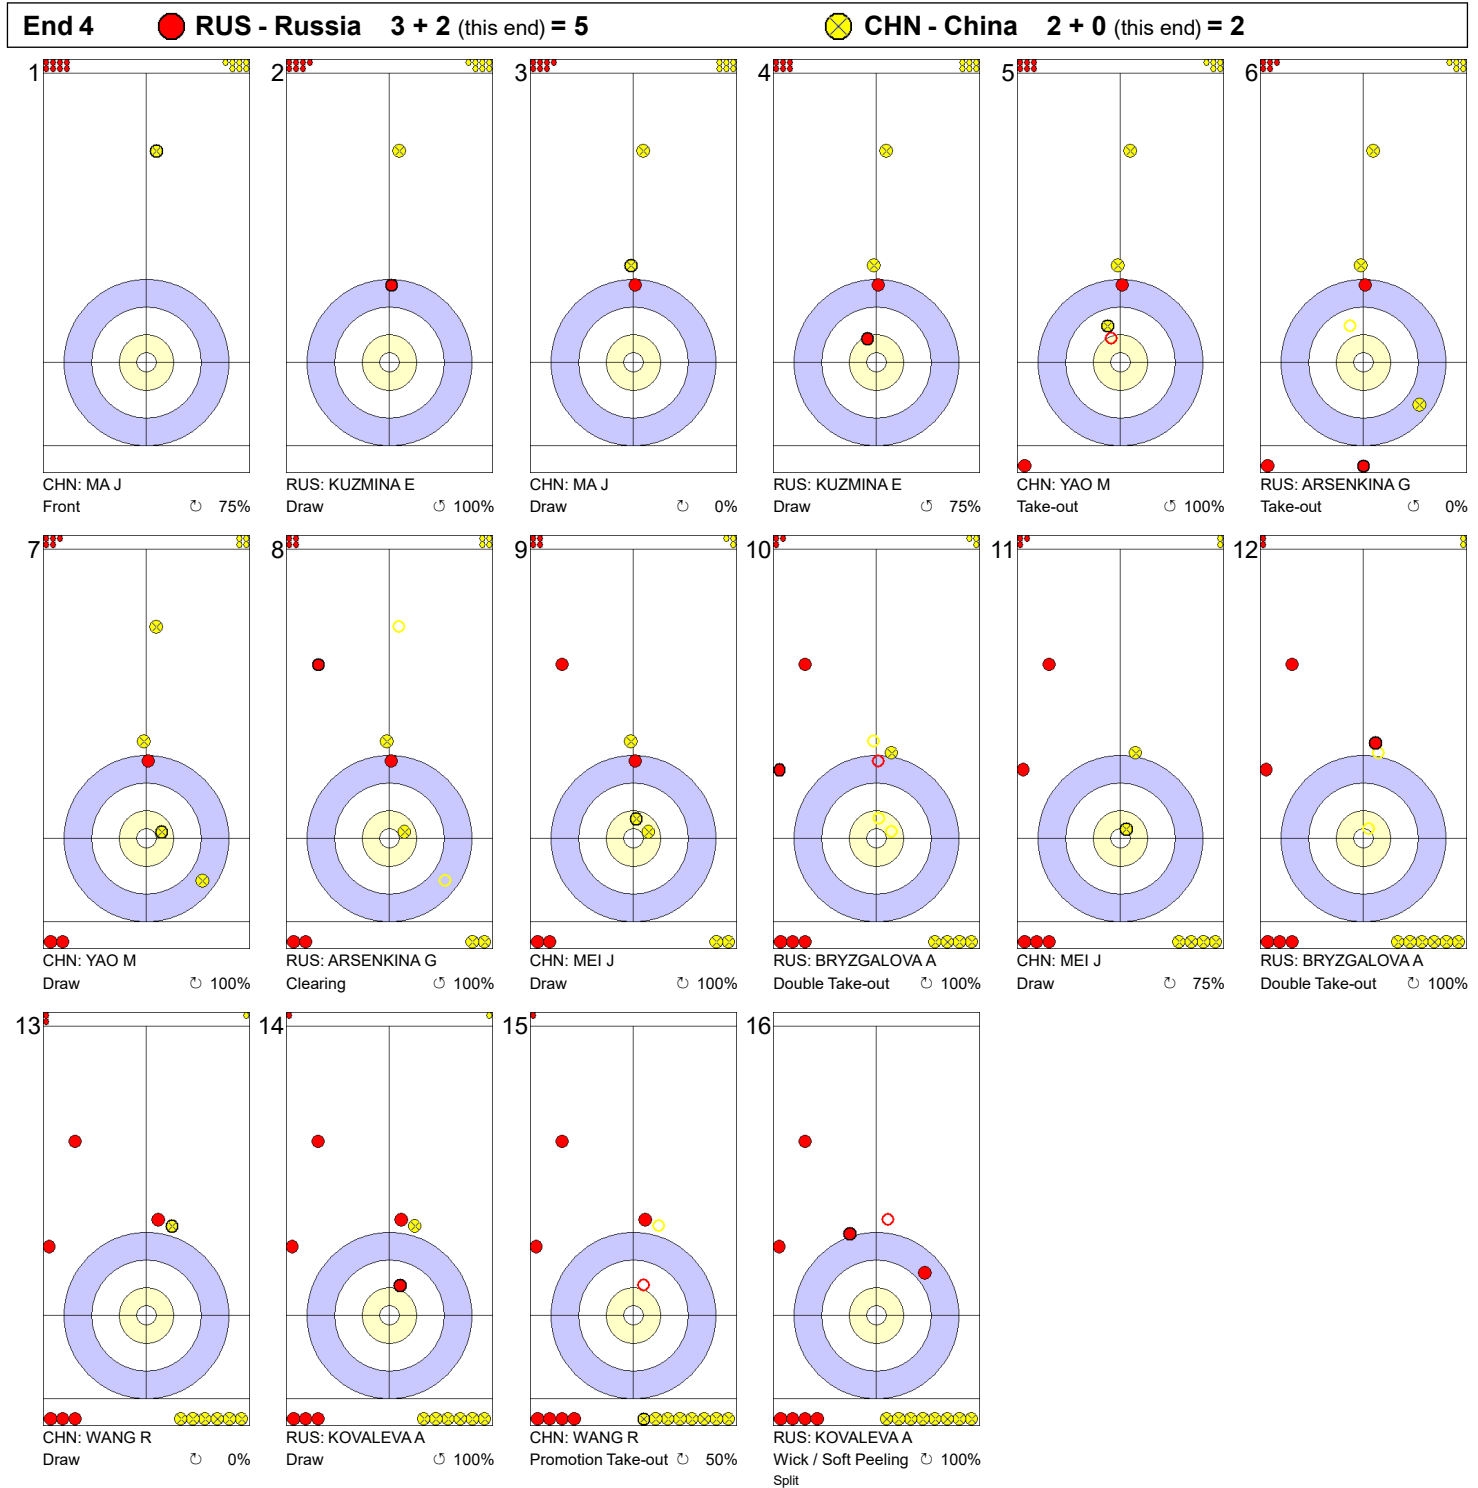 End 4 RUS - Russia 3 + 2 (this end) = 5 CHN - China 2 + 0 (this end) = 2
1 2 3 4 5 6
CHN: MA J RUS: KUZMINA E CHN: MA J RUS: KUZMINA E CHN: YAO M RUS: ARSENKINA G
Front ↻ 75% Draw ↺ 100% Draw ↻ 0% Draw ↻ 75% Take-out ↻ 100% Take-out ↺ 0%
7 8 9 10 11 12
CHN: YAO M RUS: ARSENKINA G CHN: MEI J RUS: BRYZGALOVA A CHN: MEI J RUS: BRYZGALOVA A
Draw ↻ 100% Clearing ↺ 100% Draw ↻ 100% Double Take-out ↻ 100% Draw ↻ 75% Double Take-out ↺ 100%
13 14 15 16
CHN: WANG R RUS: KOVALEVA A CHN: WANG R RUS: KOVALEVA A
Draw ↻ 0% Draw ↺ 100% Promotion Take-out ↻ 50% Wick / Soft Peeling ↻ 100%
Split